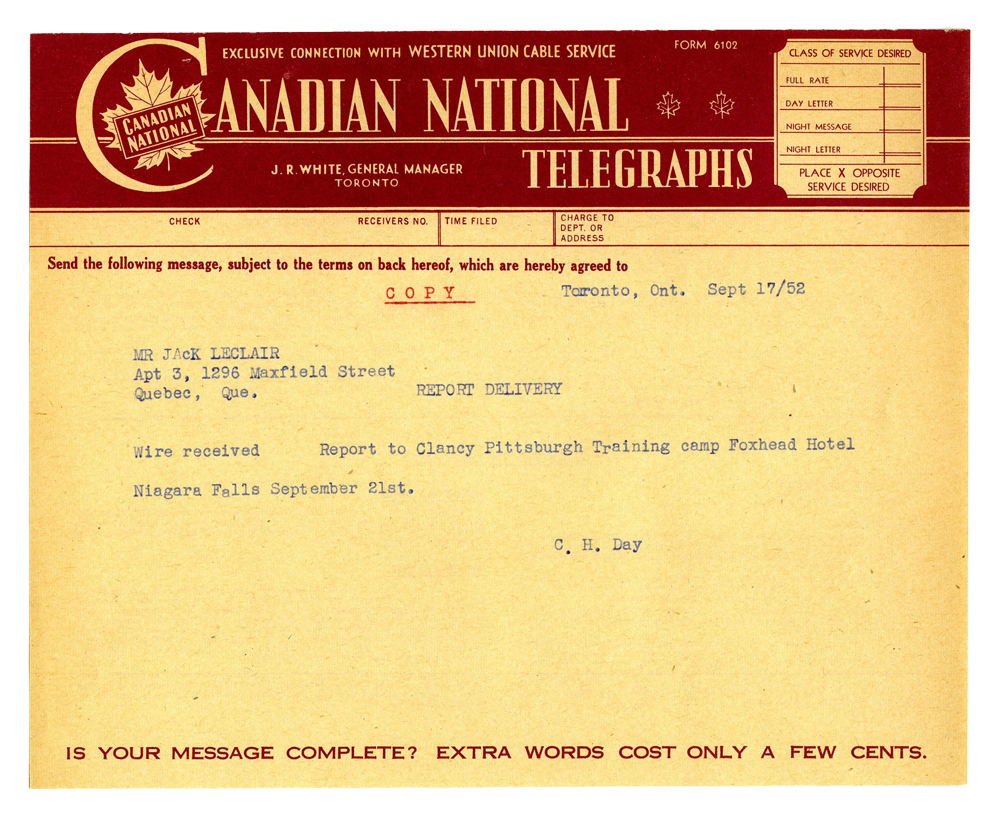 EXCLUSIVE CONNECTION WITH WESTERN UNION CABLE SERVICE
FORM 6102
CANADIAN NATIONAL
CANADIAN NATIONAL
TELEGRAPHS
J. R. WHITE, GENERAL MANAGER
TORONTO
CLASS OF SERVICE DESIRED
FULL RATE
DAY LETTER
NIGHT MESSAGE
NIGHT LETTER
PLACE X OPPOSITE
SERVICE DESIRED
CHECK
RECEIVERS NO.
TIME FILED
CHARGE TO
DEPT. OR
ADDRESS
Send the following message, subject to the terms on back hereof, which are hereby agreed to
COPY
Toronto, Ont. Sept 17/52
MR JAcK LECLAIR
Apt 3, 1296 Maxfield Street
Quebec, Que. REPORT DELIVERY
Wire received Report to Clancy Pittsburgh Training camp Foxhead Hotel
Niagara Falls September 21st.
C. H. Day
IS YOUR MESSAGE COMPLETE? EXTRA WORDS COST ONLY A FEW CENTS.